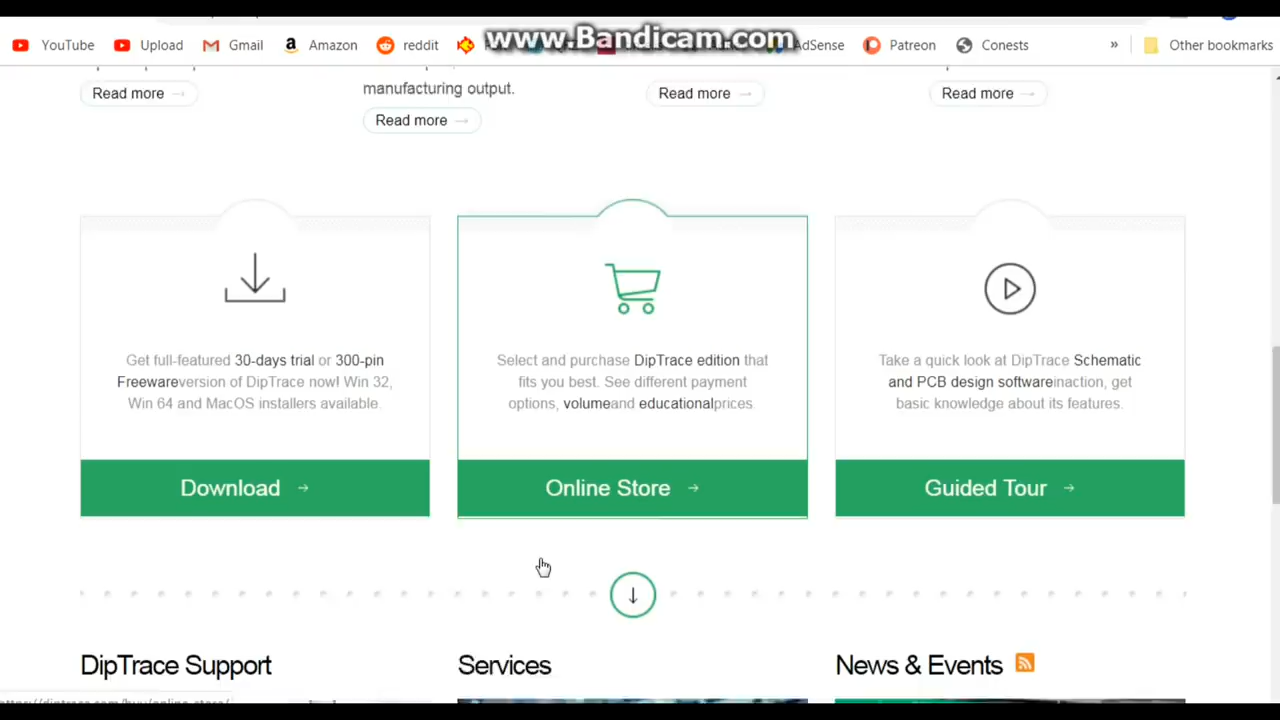 www.Bandicam.com
YouTube Upload Gmail Amazon reddit AdSense Patreon Conests » Other bookmarks
manufacturing output.
Read more → Read more → Read more →
Read more →
Get full-featured 30-days trial or 300-pin
Freewareversion of DipTrace now! Win 32,
Win 64 and MacOS installers available.
Download →
Select and purchase DipTrace edition that
fits you best. See different payment
options, volumeand educationalprices
Online Store →
Take a quick look at DipTrace Schematic
and PCB design softwareinaction, get
basic knowledge about its features.
Guided Tour →
↓
DipTrace Support
Services
News & Events